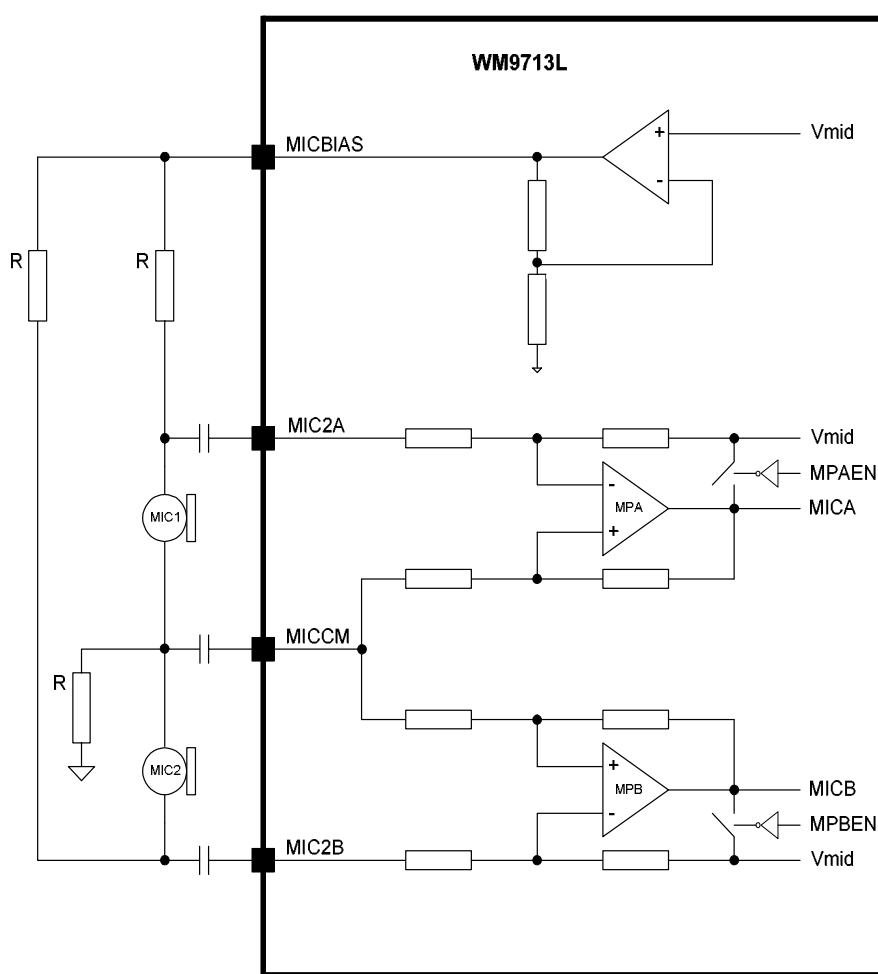 WM9713L
MICBIAS
+
Vmid
-
R
R
MIC2A
Vmid
MPAEN
-
MIC1
MPA
MICA
+
MICCM
R
+
MIC2
MPB
MICB
MPBEN
-
MIC2B
Vmid